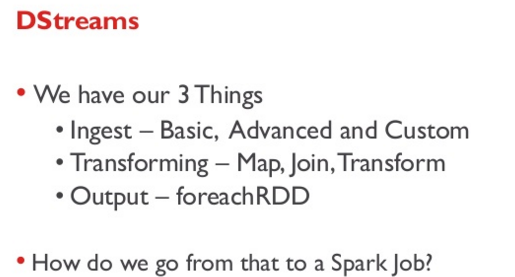 DStreams
• We have our 3 Things
• Ingest – Basic, Advanced and Custom
• Transforming – Map, Join, Transform
• Output – foreachRDD
• How do we go from that to a Spark Job?